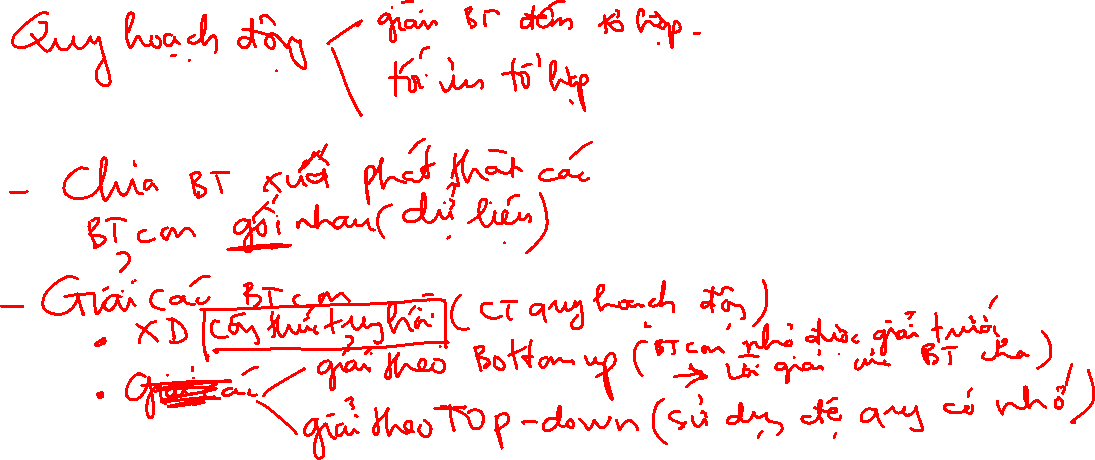 Quy hoạch động
giải BT đếm tổ hợp.
tối ưu tổ hợp
- Chia BT xuất phát thành các
BT con gối nhau (dữ liệu)
- Giải các BT con
• XD công thức truy hồi (CT quy hoạch động)
• Giải các
giải theo Bottom up (BT con nhỏ được giải trước
→ lời giải của BT cha)
giải theo TOp-down (sử dụng đệ quy có nhớ)